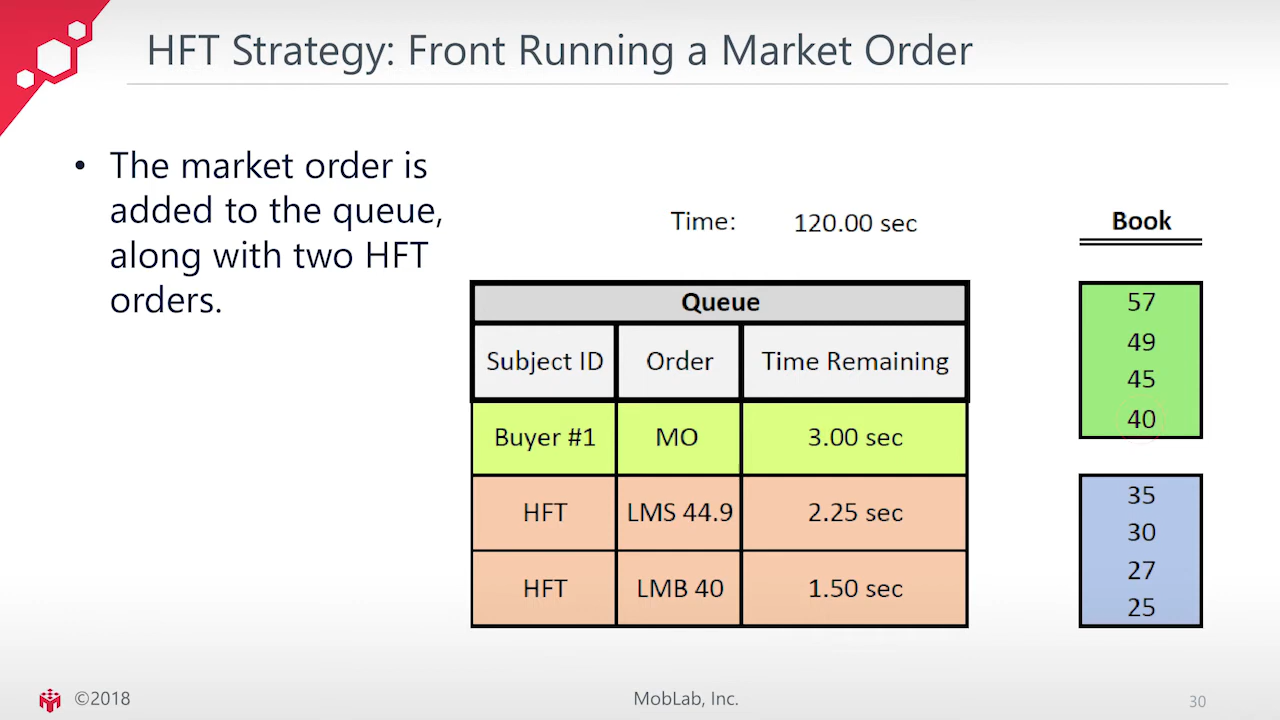 HFT Strategy: Front Running a Market Order
• The market order is
added to the queue,
along with two HFT
orders.
Time: 120.00 sec
Queue
Subject ID Order Time Remaining
Buyer #1 MO 3.00 sec
HFT LMS 44.9 2.25 sec
HFT LMB 40 1.50 sec
Book
57
49
45
40
35
30
27
25
©2018 MobLab, Inc. 30